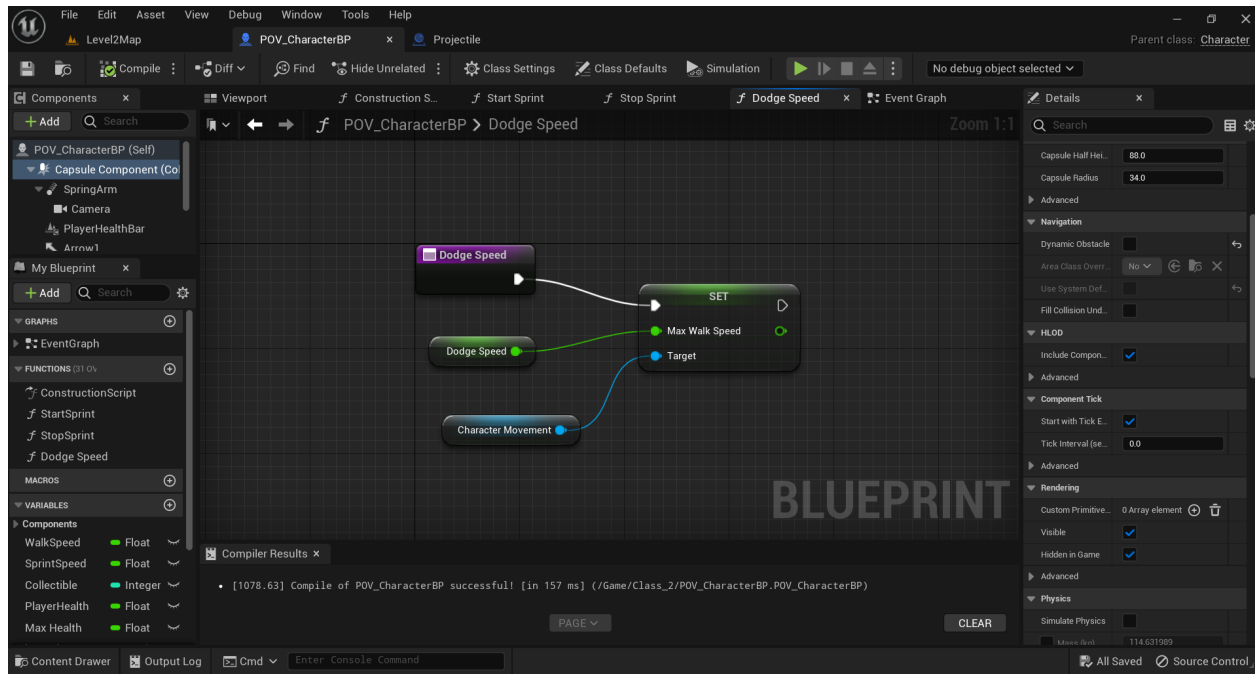 File Edit Asset View Debug Window Tools Help
Level2Map POV_CharacterBP × Projectile Parent class: Character
Compile Diff Find Hide Unrelated Class Settings Class Defaults Simulation No debug object selected
Components ×
+ Add Search
POV_CharacterBP (Self)
Capsule Component (Col
SpringArm
Camera
PlayerHealthBar
Arrow1
My Blueprint ×
+ Add Search
GRAPHS
EventGraph
FUNCTIONS (31 OV
ConstructionScript
StartSprint
StopSprint
Dodge Speed
MACROS
VARIABLES
Components
WalkSpeed Float
SprintSpeed Float
Collectible Integer
PlayerHealth Float
Max Health Float
Viewport Construction S... Start Sprint Stop Sprint Dodge Speed × Event Graph
POV_CharacterBP > Dodge Speed Zoom 1:1
Dodge Speed
SET
Max Walk Speed
Target
Dodge Speed
Character Movement
BLUEPRINT
Compiler Results ×
[1078.63] Compile of POV_CharacterBP successful! [in 157 ms] (/Game/Class_2/POV_CharacterBP.POV_CharacterBP)
PAGE CLEAR
Details ×
Search
Capsule Half Hei.. 88.0
Capsule Radius 34.0
Advanced
Navigation
Dynamic Obstacle
Area Class Overr.. No
Use System Def..
Fill Collision Und..
HLOD
Include Compon..
Advanced
Component Tick
Start with Tick E..
Tick Interval (se.. 0.0
Advanced
Rendering
Custom Primitive.. 0 Array element
Visible
Hidden in Game
Advanced
Physics
Simulate Physics
Mass (kg) 114.631989
Content Drawer Output Log Cmd Enter Console Command All Saved Source Control